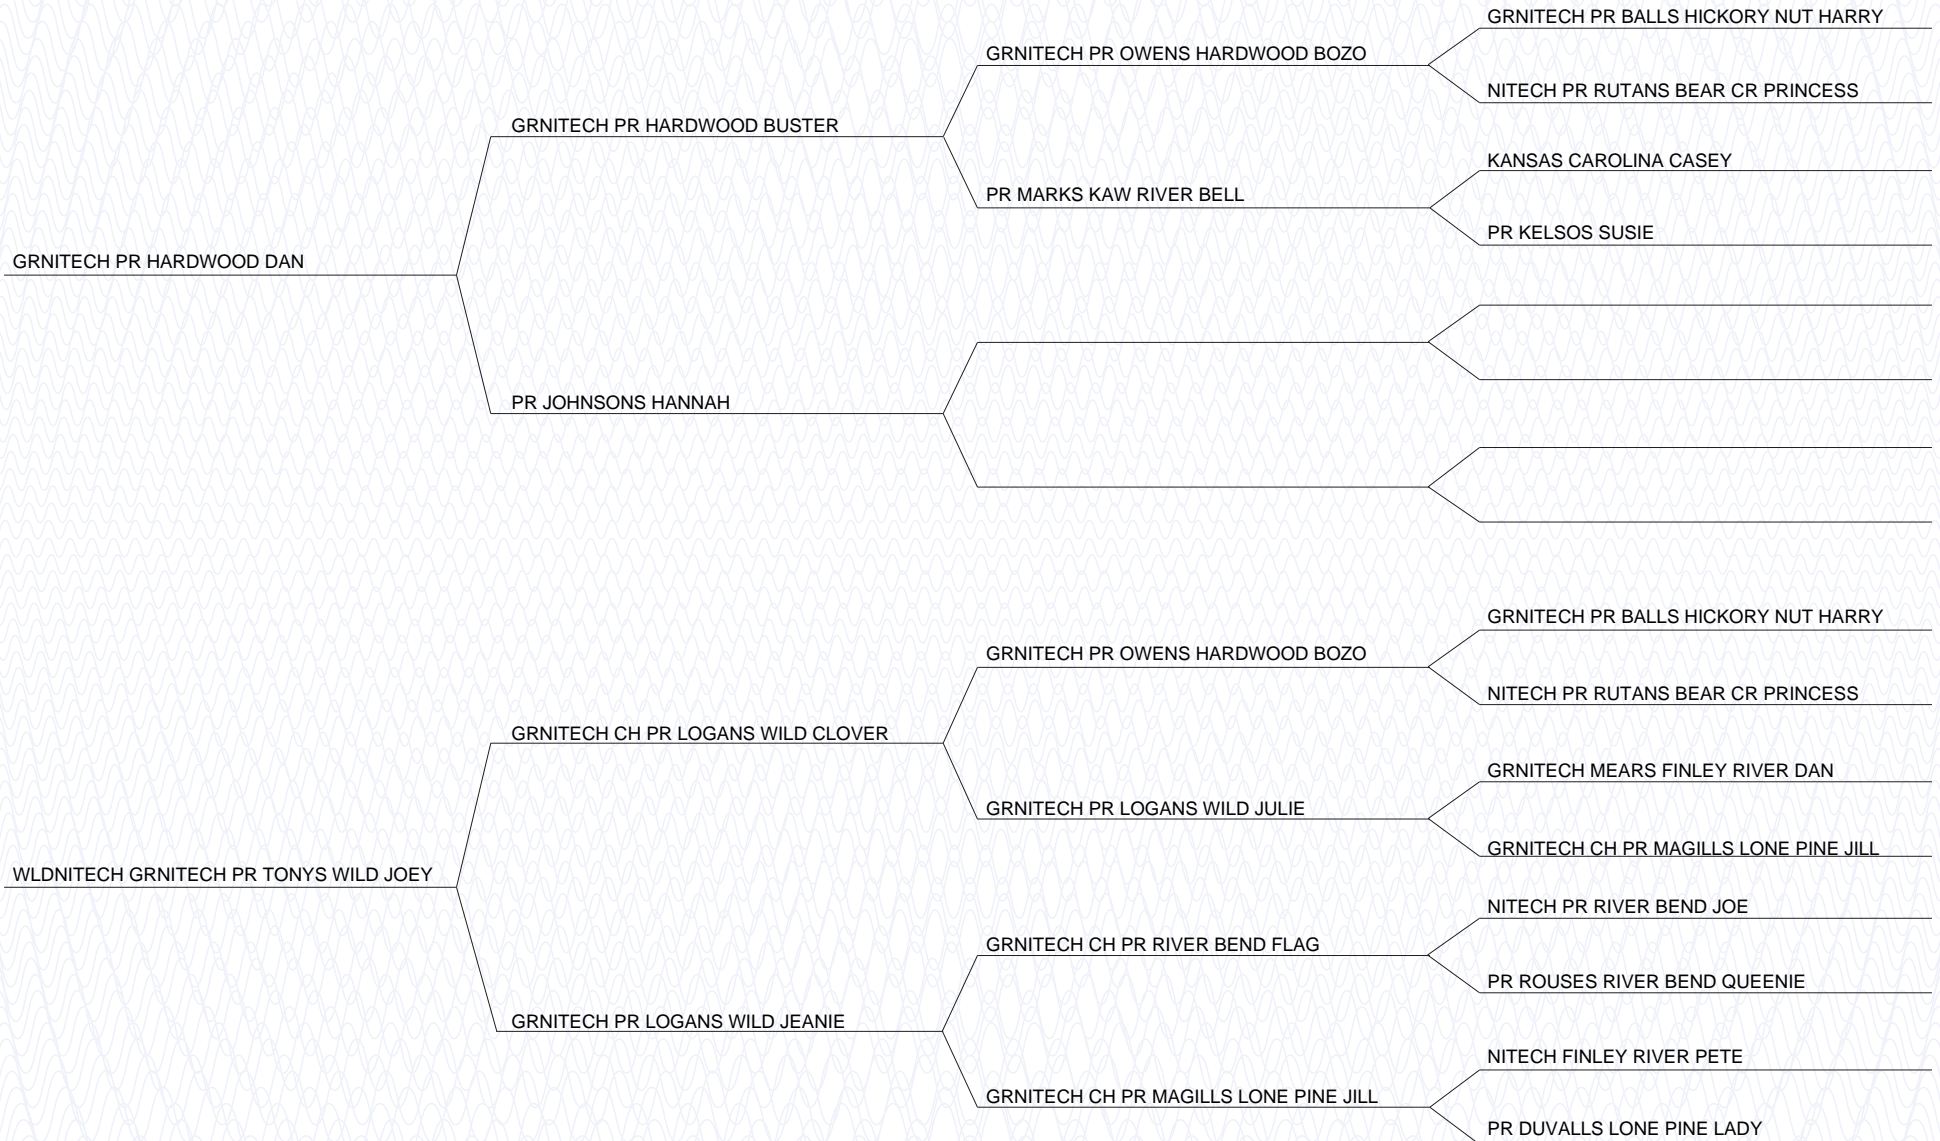 GRNITECH PR BALLS HICKORY NUT HARRY
GRNITECH PR OWENS HARDWOOD BOZO
NITECH PR RUTANS BEAR CR PRINCESS
GRNITECH PR HARDWOOD BUSTER
KANSAS CAROLINA CASEY
PR MARKS KAW RIVER BELL
PR KELSOS SUSIE
GRNITECH PR HARDWOOD DAN
PR JOHNSONS HANNAH
GRNITECH PR BALLS HICKORY NUT HARRY
GRNITECH PR OWENS HARDWOOD BOZO
NITECH PR RUTANS BEAR CR PRINCESS
GRNITECH CH PR LOGANS WILD CLOVER
GRNITECH MEARS FINLEY RIVER DAN
GRNITECH PR LOGANS WILD JULIE
GRNITECH CH PR MAGILLS LONE PINE JILL
WLDNITECH GRNITECH PR TONYS WILD JOEY
NITECH PR RIVER BEND JOE
GRNITECH CH PR RIVER BEND FLAG
PR ROUSES RIVER BEND QUEENIE
GRNITECH PR LOGANS WILD JEANIE
NITECH FINLEY RIVER PETE
GRNITECH CH PR MAGILLS LONE PINE JILL
PR DUVALLS LONE PINE LADY